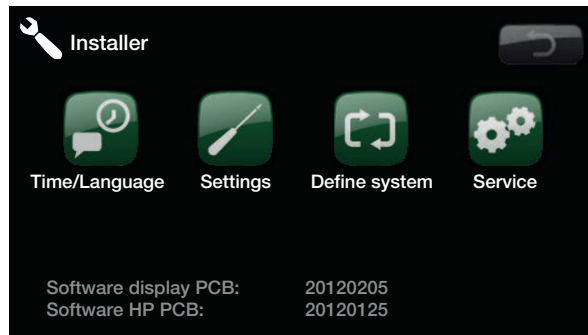 Installer
Time/Language Settings Define system Service
Software display PCB: 20120205
Software HP PCB: 20120125